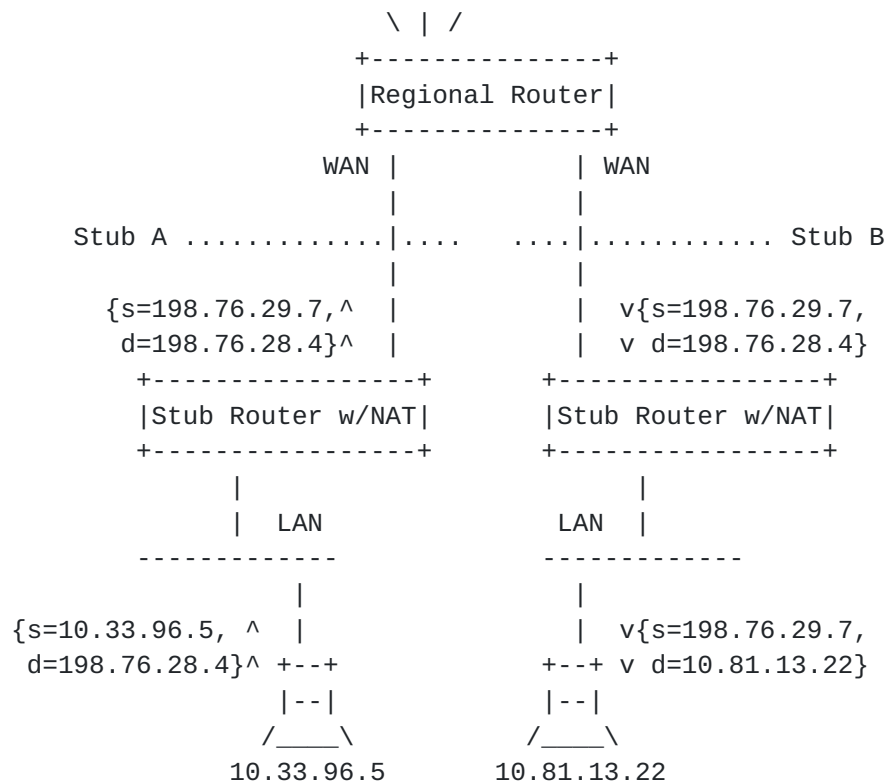 \ | /
+---------------+
|Regional Router|
+---------------+
WAN | | WAN
| |
Stub A .............|.... ....|............ Stub B
| |
{s=198.76.29.7,^ | | v{s=198.76.29.7,
d=198.76.28.4}^ | | v d=198.76.28.4}
+-----------------+ +-----------------+
|Stub Router w/NAT| |Stub Router w/NAT|
+-----------------+ +-----------------+
| |
| LAN LAN |
------------- -------------
| |
{s=10.33.96.5, ^ | | v{s=198.76.29.7,
d=198.76.28.4}^ +--+ +--+ v d=10.81.13.22}
|--| |--|
/____\ /____\
10.33.96.5 10.81.13.22